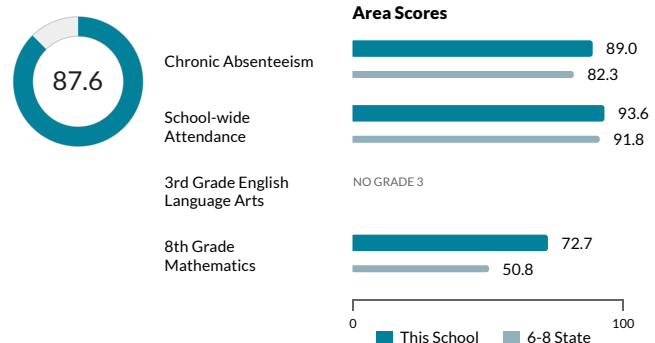 Area Scores
87.6
Chronic Absenteeism
89.0
82.3
School-wide
Attendance
93.6
91.8
3rd Grade English
Language Arts
NO GRADE 3
8th Grade
Mathematics
72.7
50.8
0
100
This School
6-8 State